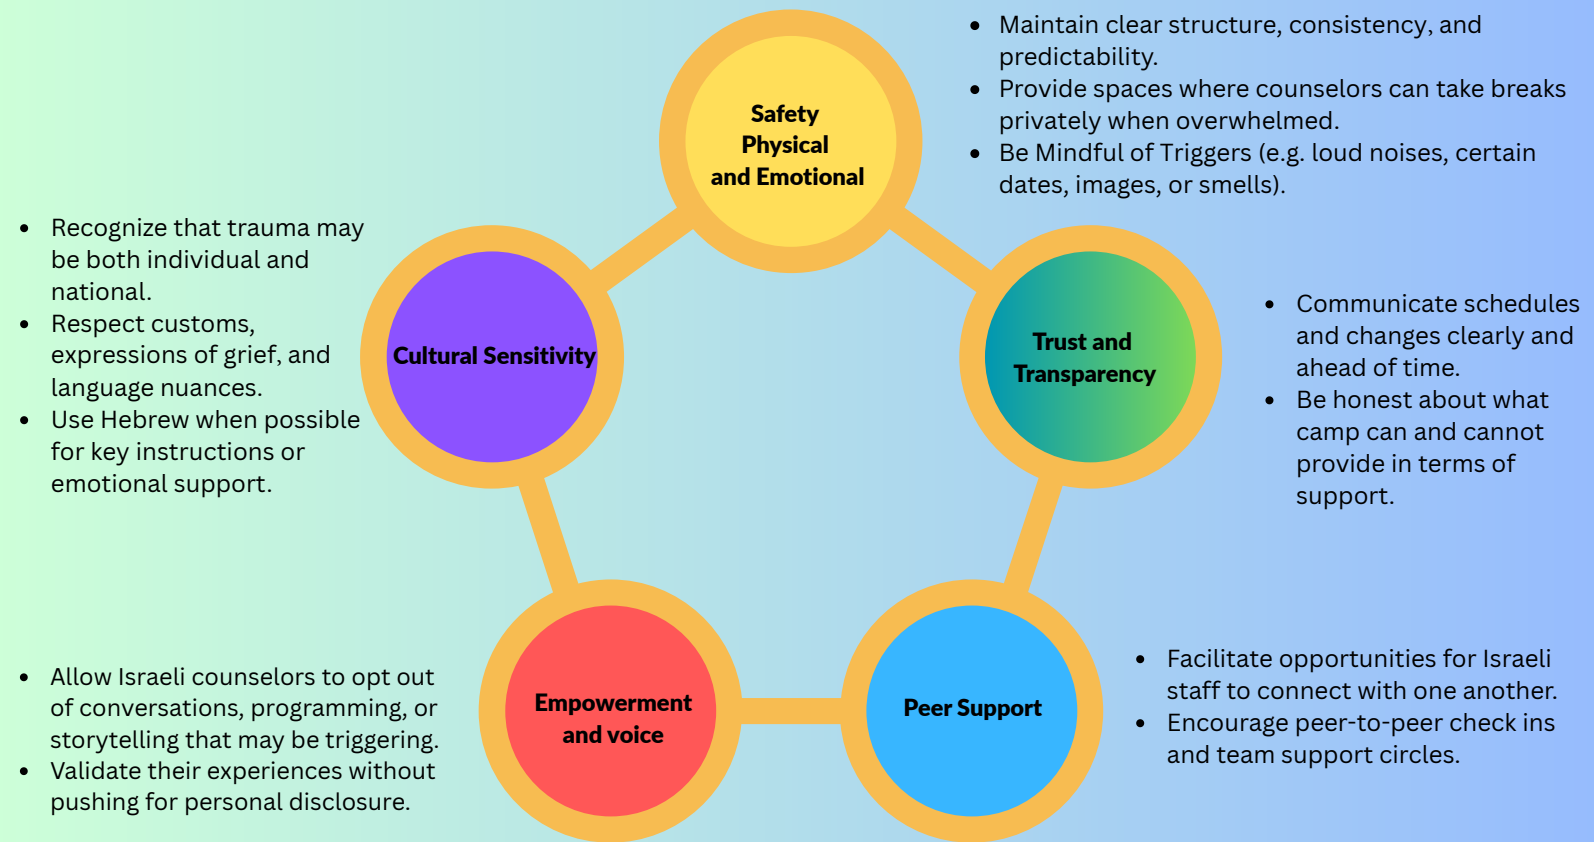 Safety
Physical
and Emotional
• Maintain clear structure, consistency, and
predictability.
• Provide spaces where counselors can take breaks
privately when overwhelmed.
• Be Mindful of Triggers (e.g. loud noises, certain
dates, images, or smells).
Trust and
Transparency
• Communicate schedules
and changes clearly and
ahead of time.
• Be honest about what
camp can and cannot
provide in terms of
support.
Peer Support
• Facilitate opportunities for Israeli
staff to connect with one another.
• Encourage peer-to-peer check ins
and team support circles.
Empowerment
and voice
• Allow Israeli counselors to opt out
of conversations, programming, or
storytelling that may be triggering.
• Validate their experiences without
pushing for personal disclosure.
Cultural Sensitivity
• Recognize that trauma may
be both individual and
national.
• Respect customs,
expressions of grief, and
language nuances.
• Use Hebrew when possible
for key instructions or
emotional support.